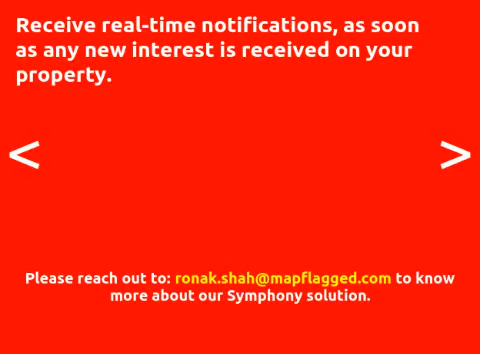 Receive real-time notifications, as soon
as any new interest is received on your
property.
< >
Please reach out to: ronak.shah@mapflagged.com to know
more about our Symphony solution.